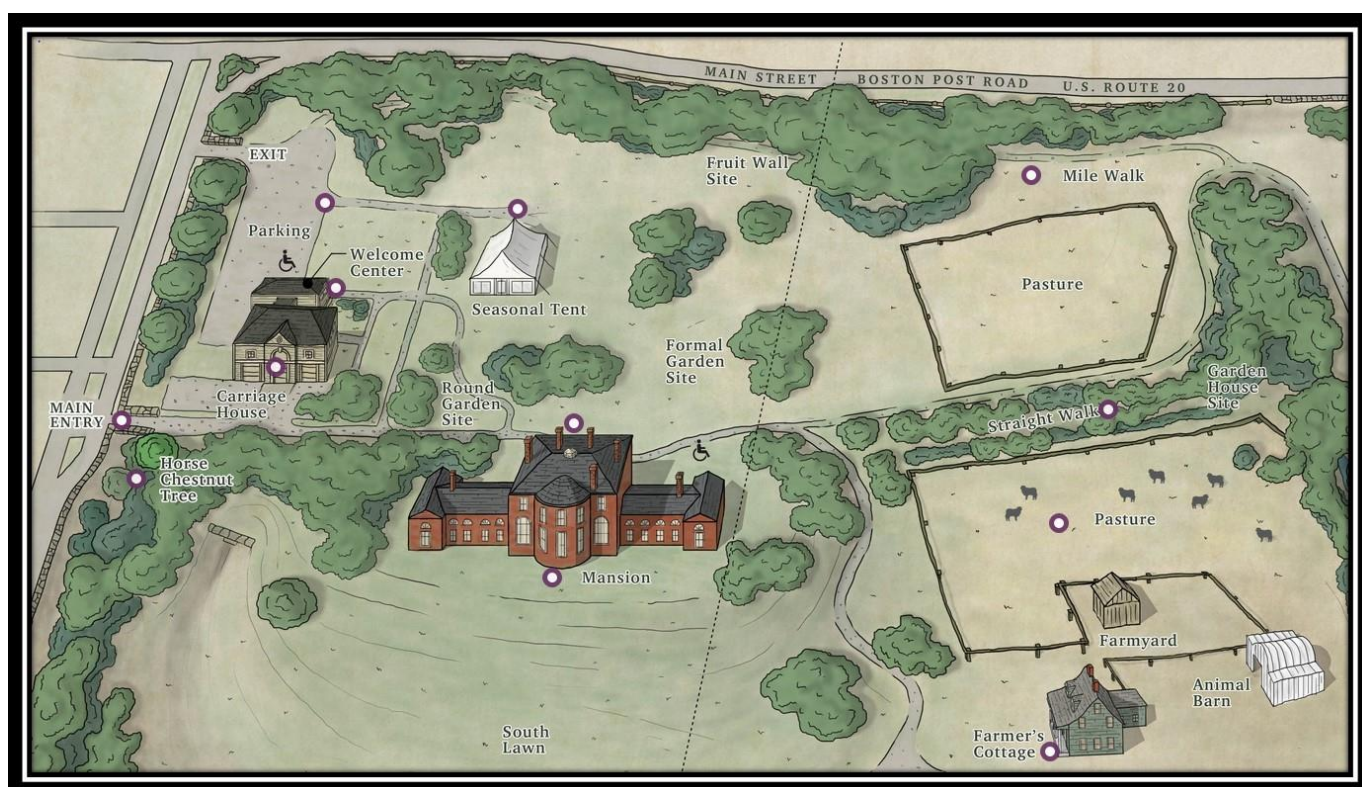 MAIN STREET BOSTON POST ROAD U.S. ROUTE 20
EXIT
Fruit Wall
Site
Mile Walk
Parking
Welcome
Center
Seasonal Tent
Pasture
Formal
Garden
Site
Garden
House
Site
Carriage
House
Round
Garden
Site
MAIN
ENTRY
Straight Walk
Horse
Chestnut
Tree
Pasture
Mansion
Farmyard
Animal
Barn
South
Lawn
Farmer's
Cottage